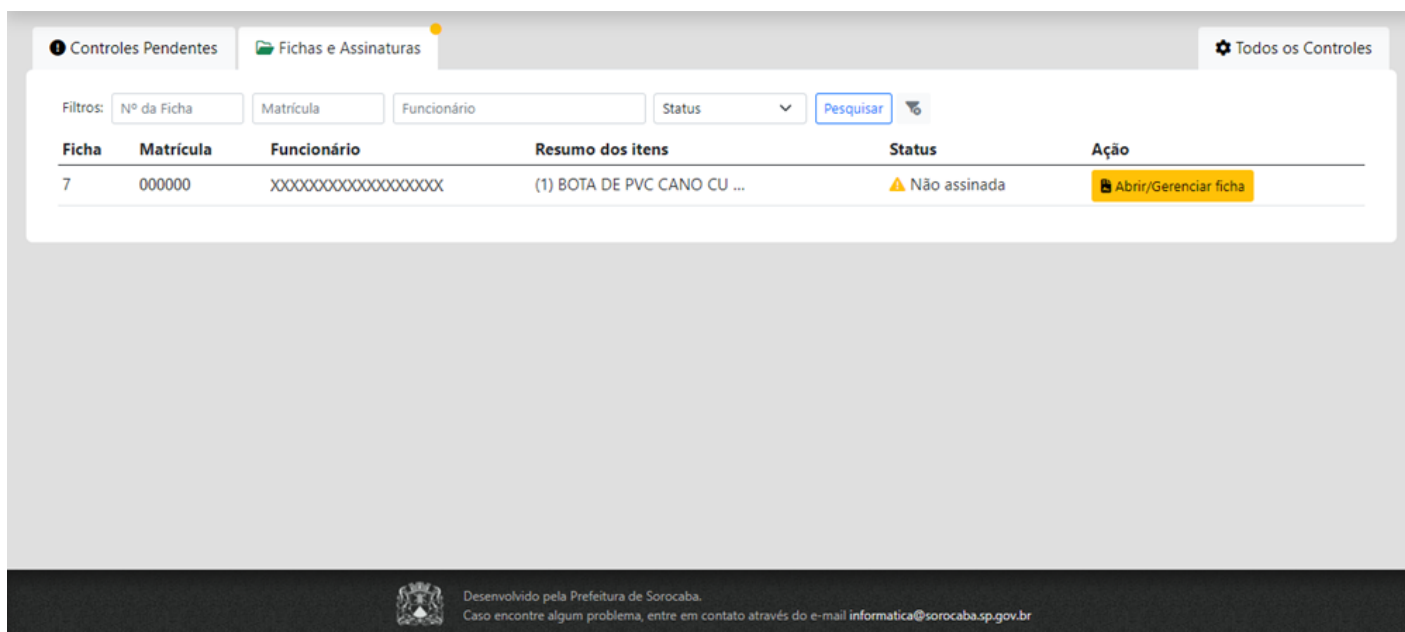 Controles Pendentes Fichas e Assinaturas Todos os Controles
Filtros: Nº da Ficha Matrícula Funcionário Status Pesquisar
Ficha Matrícula Funcionário Resumo dos itens Status Ação
7 000000 XXXXXXXXXXXXXXXXXXX (1) BOTA DE PVC CANO CU ... Não assinada Abrir/Gerenciar ficha
Desenvolvido pela Prefeitura de Sorocaba.
Caso encontre algum problema, entre em contato através do e-mail informatica@sorocaba.sp.gov.br